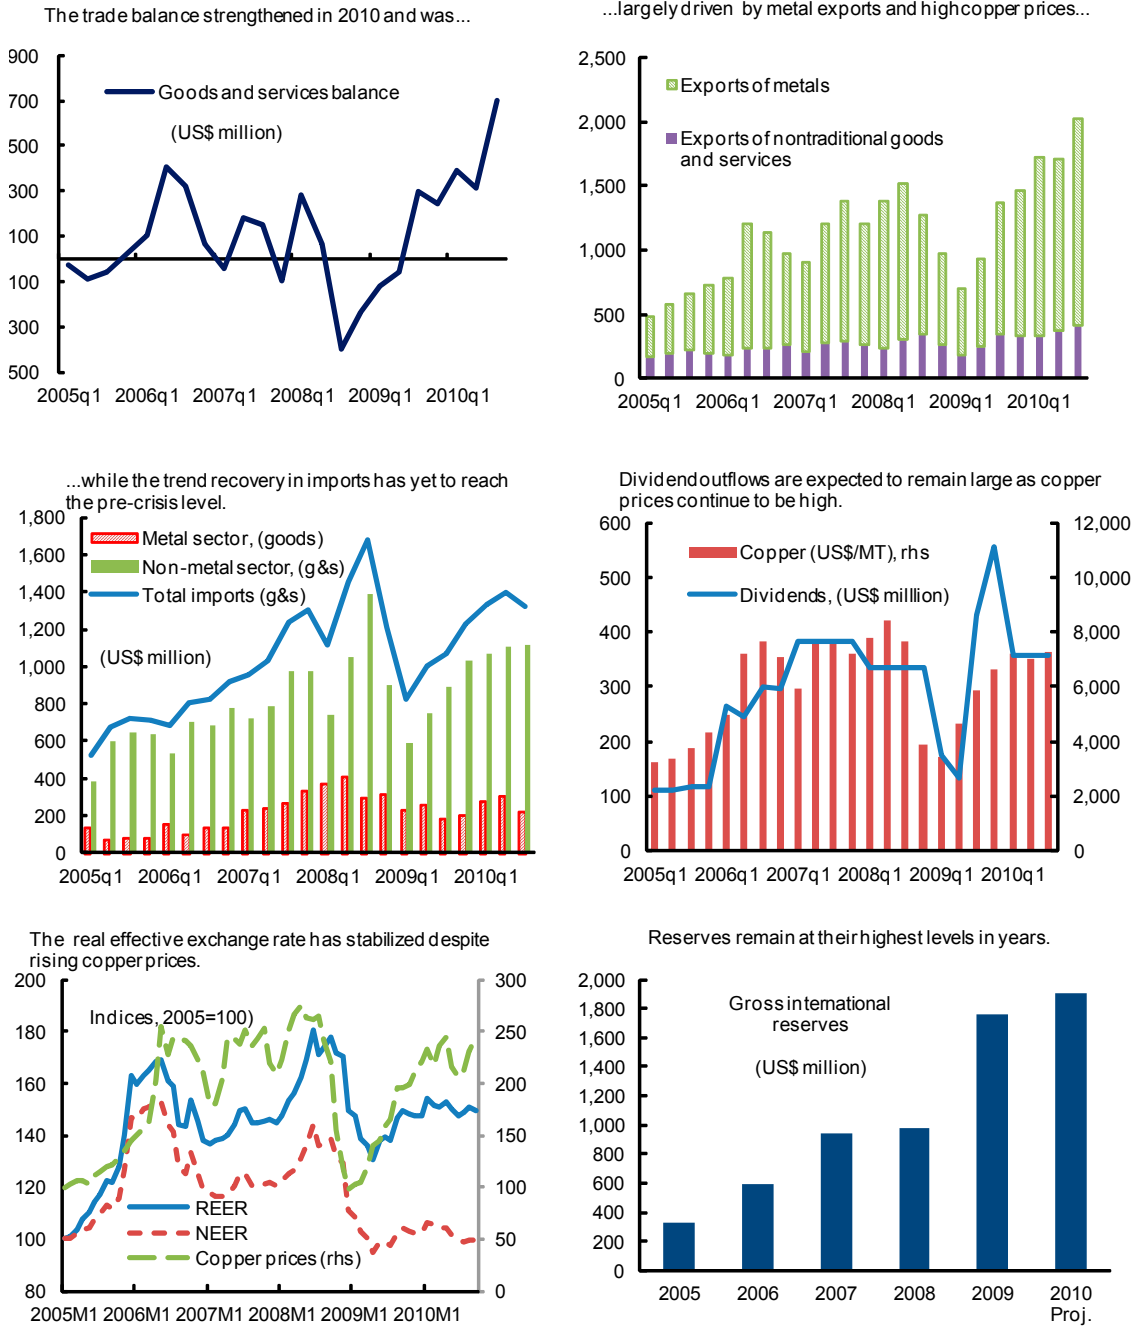 The trade balance strengthened in 2010 and was...
900
700
500
300
100
100
300
500
Goods and services balance
(US$ million)
2005q1 2006q1 2007q1 2008q1 2009q1 2010q1
...largely driven by metal exports and high copper prices...
2,500
2,000
1,500
1,000
500
0
Exports of metals
Exports of nontraditional goods
and services
2005q1 2006q1 2007q1 2008q1 2009q1 2010q1
...while the trend recovery in imports has yet to reach
the pre-crisis level.
1,800
1,600
1,400
1,200
1,000
800
600
400
200
0
Metal sector, (goods)
Non-metal sector, (g&s)
Total imports (g&s)
(US$ million)
2005q1 2006q1 2007q1 2008q1 2009q1 2010q1
Dividend outflows are expected to remain large as copper
prices continue to be high.
600
500
400
300
200
100
0
Copper (US$/MT), rhs
Dividends, (US$ milllion)
12,000
10,000
8,000
6,000
4,000
2,000
0
2005q1 2006q1 2007q1 2008q1 2009q1 2010q1
The real effective exchange rate has stabilized despite
rising copper prices.
200
180
160
140
120
100
80
Indices, 2005=100)
REER
NEER
Copper prices (rhs)
300
250
200
150
100
50
0
2005M1 2006M1 2007M1 2008M1 2009M1 2010M1
Reserves remain at their highest levels in years.
2,000
1,800
1,600
1,400
1,200
1,000
800
600
400
200
0
Gross international
reserves
(US$ million)
2005 2006 2007 2008 2009 2010
Proj.